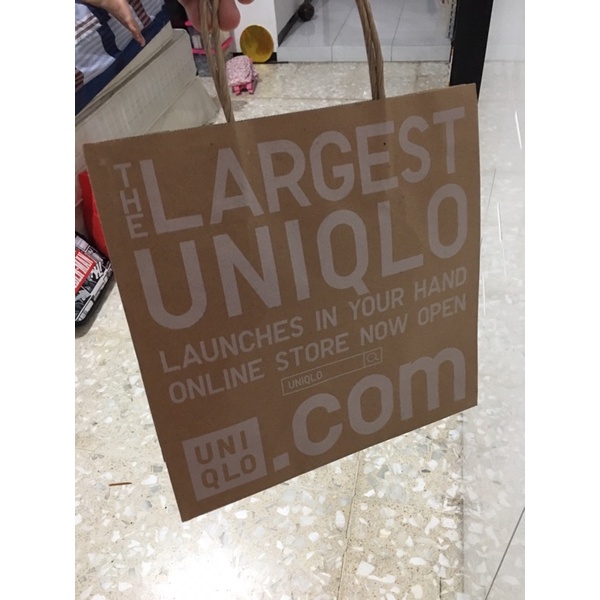 THE LARGEST
UNIQLO
LAUNCHES IN YOUR HAND
ONLINE STORE NOW OPEN
UNIQLO
UNI
QLO
.com